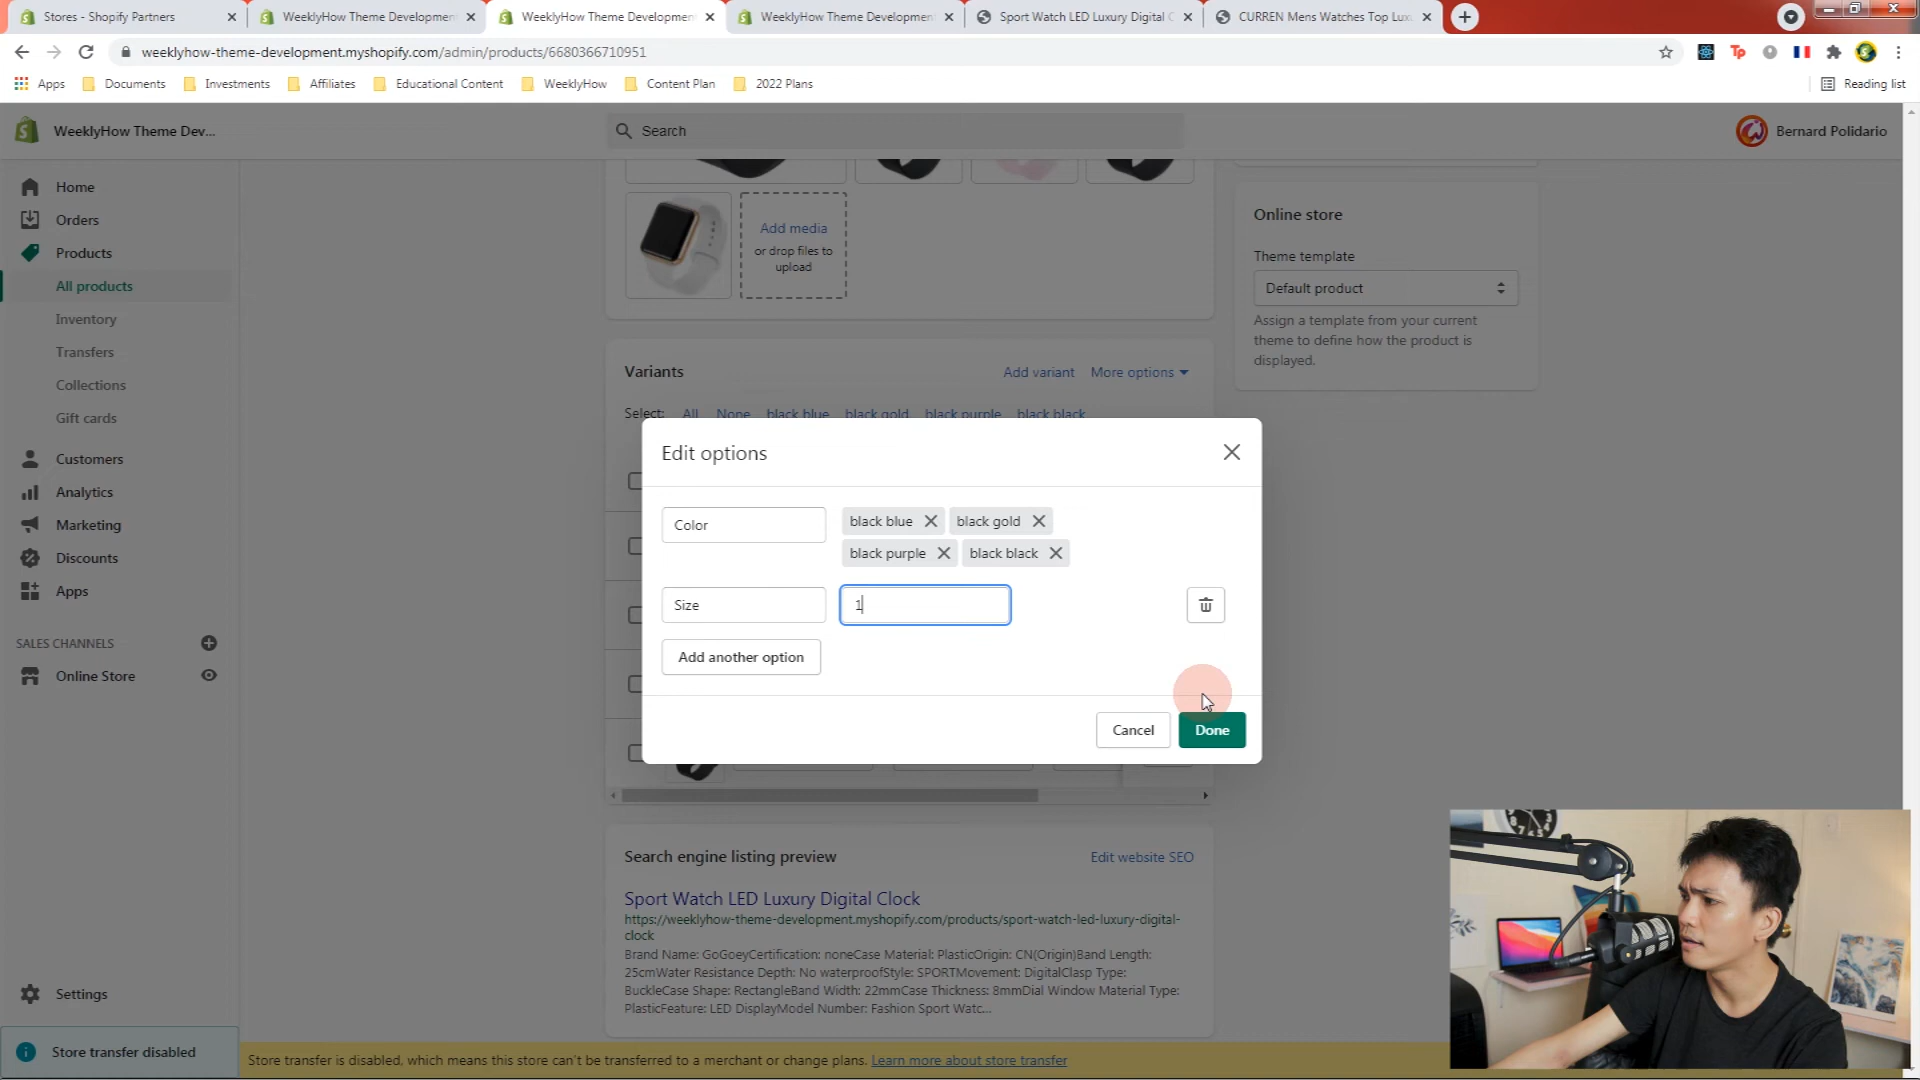 Stores - Shopify Partners
WeeklyHow Theme Development
WeeklyHow Theme Development
WeeklyHow Theme Development
Sport Watch LED Luxury Digital C
CURREN Mens Watches Top Lux
weeklyhow-theme-development.myshopify.com/admin/products/6680366710951
Apps
Documents
Investments
Affiliates
Educational Content
WeeklyHow
Content Plan
2022 Plans
Reading list
WeeklyHow Theme Dev...
Search
Bernard Polidario
Home
Orders
Products
All products
Inventory
Transfers
Collections
Gift cards
Customers
Analytics
Marketing
Discounts
Apps
SALES CHANNELS
Online Store
Settings
Store transfer disabled
Add media
or drop files to
upload
Online store
Theme template
Default product
Assign a template from your current
theme to define how the product is
displayed.
Variants
Add variant
More options
Select: All None black blue black gold black purple black black
Edit options
Color
black blue
black gold
black purple
black black
Size
1
Add another option
Cancel
Done
Search engine listing preview
Edit website SEO
Sport Watch LED Luxury Digital Clock
https://weeklyhow-theme-development.myshopify.com/products/sport-watch-led-luxury-digital-
clock
Brand Name: GoGoeyCertification: noneCase Material: PlasticOrigin: CN(Origin)Band Length:
25cmWater Resistance Depth: No waterproofStyle: SPORTMovement: DigitalClasp Type:
BuckleCase Shape: RectangleBand Width: 22mmCase Thickness: 8mmDial Window Material Type:
PlasticFeature: LED DisplayModel Number: Fashion Sport Watc...
Store transfer is disabled, which means this store can't be transferred to a merchant or change plans. Learn more about store transfer